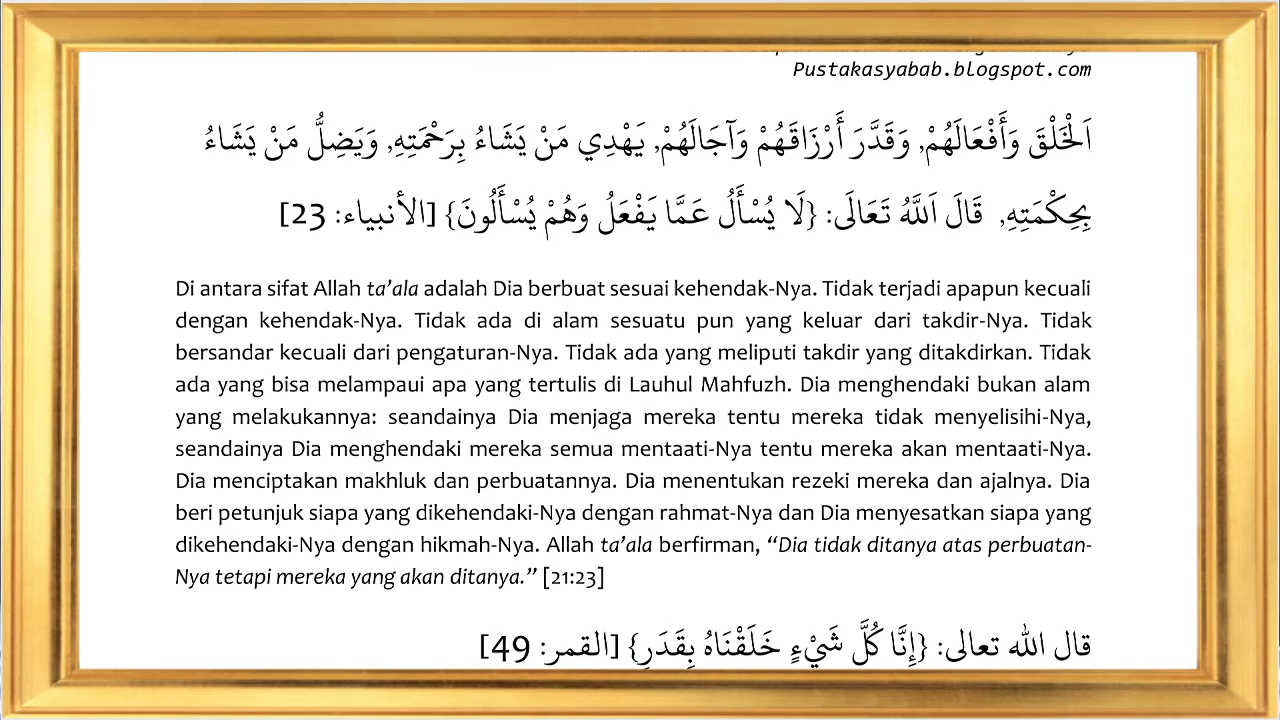 Pustakasyabab.blogspot.com
اَلْخَلْقَ وَأَفْعَالَهُمْ, وَقَدَّرَ أَرْزَاقَهُمْ وَآجَالَهُمْ, يَهْدِي مَنْ يَشَاءُ بِرَحْمَتِهِ, وَيَضِلُّ مَنْ يَشَاءُ
بِحِكْمَتِهِ, قَالَ اَللَّهُ تَعَالَى: {لَا يُسْأَلُ عَمَّا يَفْعَلُ وَهُمْ يُسْأَلُونَ} [الأنبياء: 23]
Di antara sifat Allah ta’ala adalah Dia berbuat sesuai kehendak-Nya. Tidak terjadi apapun kecuali
dengan kehendak-Nya. Tidak ada di alam sesuatu pun yang keluar dari takdir-Nya. Tidak
bersandar kecuali dari pengaturan-Nya. Tidak ada yang meliputi takdir yang ditakdirkan. Tidak
ada yang bisa melampaui apa yang tertulis di Lauhul Mahfuzh. Dia menghendaki bukan alam
yang melakukannya: seandainya Dia menjaga mereka tentu mereka tidak menyelisihi-Nya,
seandainya Dia menghendaki mereka semua mentaati-Nya tentu mereka akan mentaati-Nya.
Dia menciptakan makhluk dan perbuatannya. Dia menentukan rezeki mereka dan ajalnya. Dia
beri petunjuk siapa yang dikehendaki-Nya dengan rahmat-Nya dan Dia menyesatkan siapa yang
dikehendaki-Nya dengan hikmah-Nya. Allah ta’ala berfirman, “Dia tidak ditanya atas perbuatan-
Nya tetapi mereka yang akan ditanya.” [21:23]
قال الله تعالى: {إِنَّا كُلَّ شَيْءٍ خَلَقْنَاهُ بِقَدَرٍ} [القمر: 49]